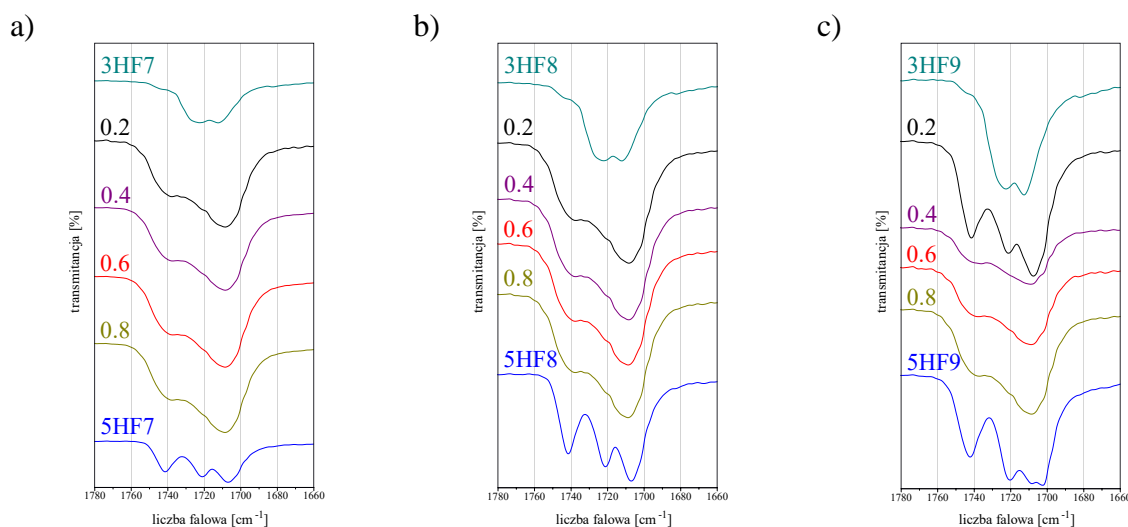 a)
3HF7
0.2
0.4
0.6
0.8
5HF7
transmitancja [%]
1780 1760 1740 1720 1700 1680 1660
liczba falowa [cm⁻¹]
b)
3HF8
0.2
0.4
0.6
0.8
5HF8
transmitancja [%]
1780 1760 1740 1720 1700 1680 1660
liczba falowa [cm⁻¹]
c)
3HF9
0.2
0.4
0.6
0.8
5HF9
transmitancja [%]
1780 1760 1740 1720 1700 1680 1660
liczba falowa [cm⁻¹]